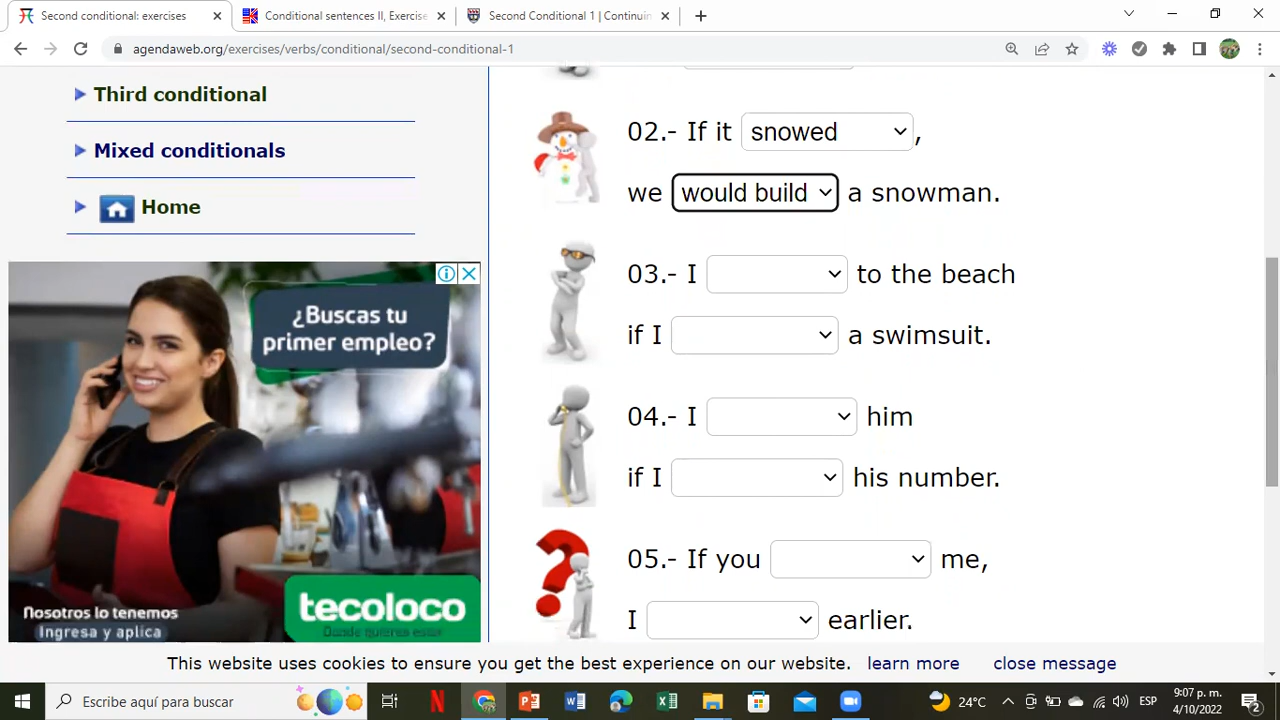 Second conditional: exercises
Conditional sentences II, Exercise
Second Conditional 1 | Continuin
agendaweb.org/exercises/verbs/conditional/second-conditional-1
Third conditional
Mixed conditionals
Home
¿Buscas tu
primer empleo?
Nosotros lo tenemos
Ingresa y aplica
tecoloco
Donde quieres estar
02.- If it snowed ,
we would build a snowman.
03.- I to the beach
if I a swimsuit.
04.- I him
if I his number.
05.- If you me,
I earlier.
This website uses cookies to ensure you get the best experience on our website. learn more close message
Escribe aquí para buscar
24°C
ESP
9:07 p. m.
4/10/2022
2